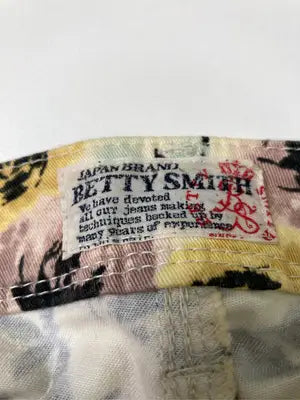 JAPAN BRAND
BETTY SMITH
We have devoted
all our jeans making
techniques backed up by
many years of experience